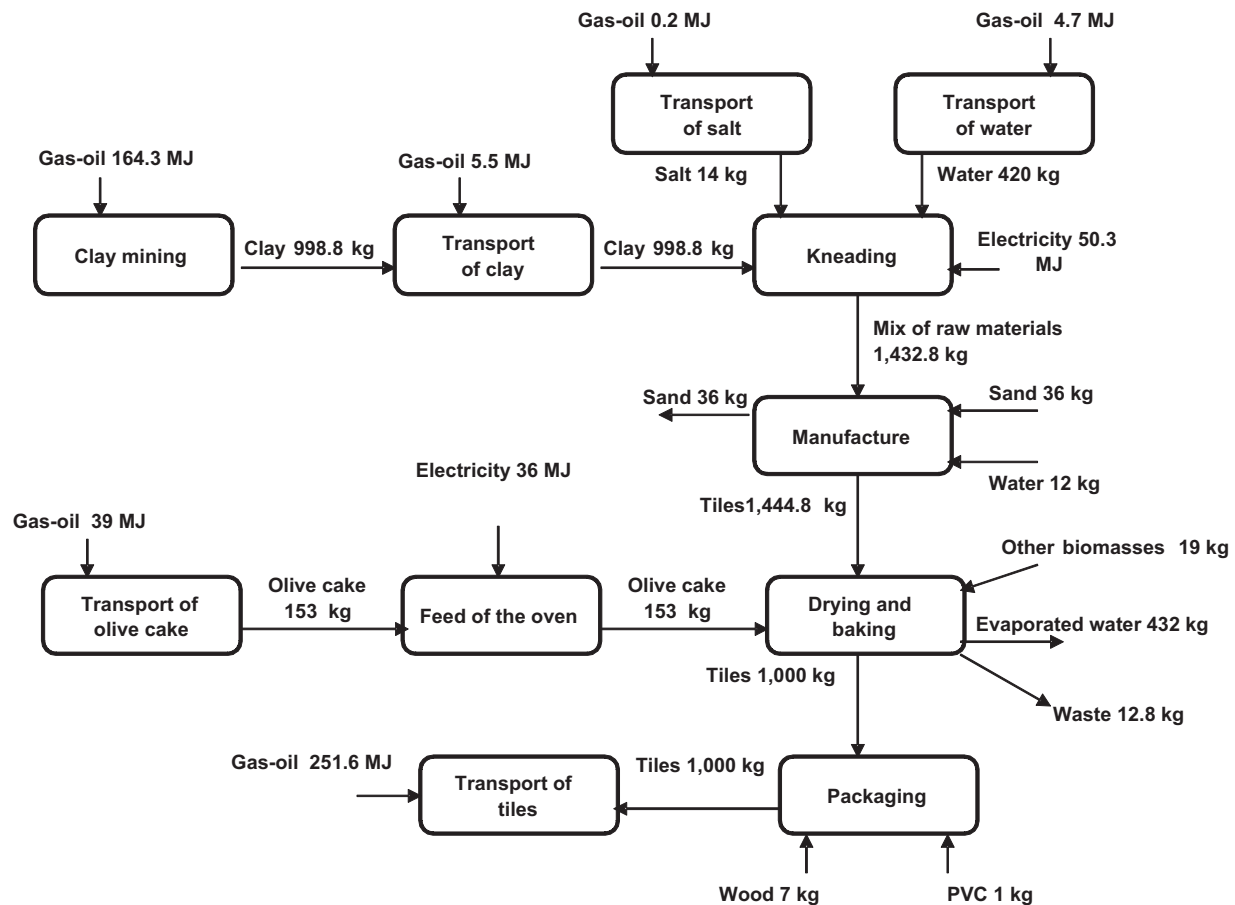 Gas-oil 0.2 MJ
Gas-oil 4.7 MJ
Transport
of salt
Transport
of water
Gas-oil 164.3 MJ
Gas-oil 5.5 MJ
Salt 14 kg
Water 420 kg
Clay mining
Clay 998.8 kg
Transport
of clay
Clay 998.8 kg
Kneading
Electricity 50.3
MJ
Mix of raw materials
1,432.8 kg
Sand 36 kg
Sand 36 kg
Manufacture
Water 12 kg
Electricity 36 MJ
Tiles1,444.8 kg
Gas-oil 39 MJ
Other biomasses 19 kg
Transport of
olive cake
Olive cake
153 kg
Feed of the oven
Olive cake
153 kg
Drying and
baking
Evaporated water 432 kg
Tiles 1,000 kg
Waste 12.8 kg
Gas-oil 251.6 MJ
Transport of
tiles
Tiles 1,000 kg
Packaging
Wood 7 kg
PVC 1 kg